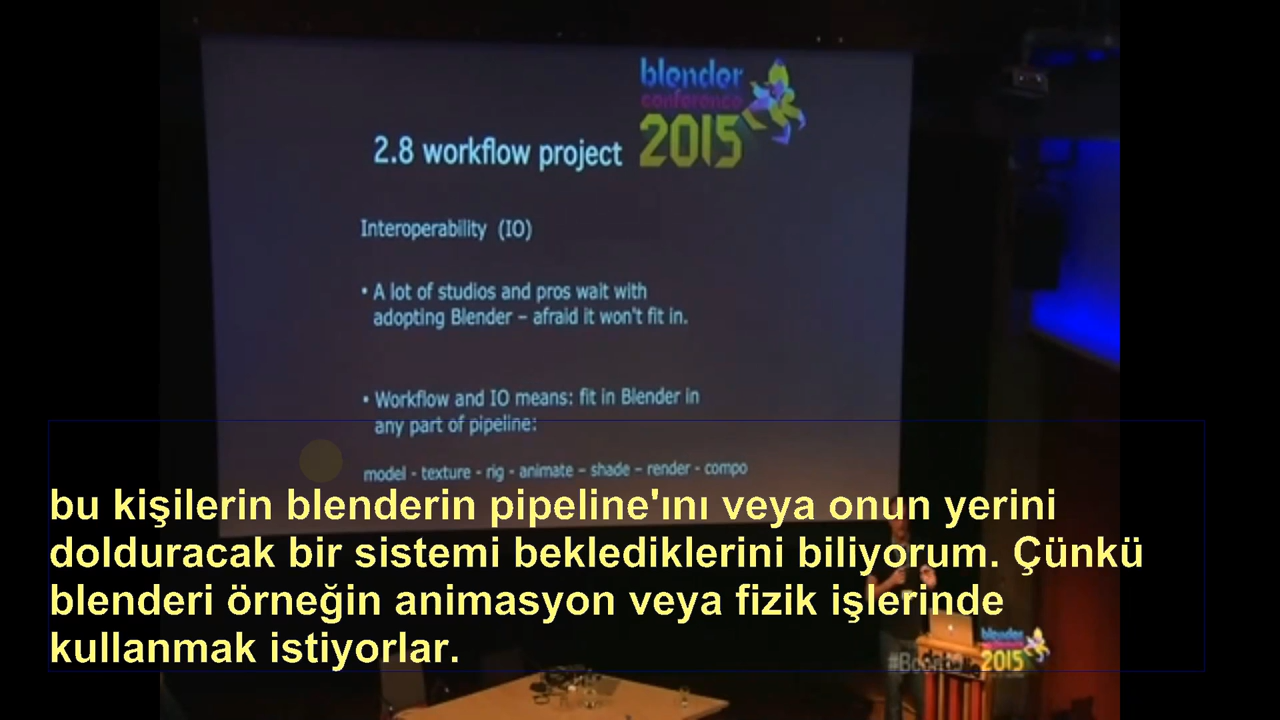 blender
conference
2015
2.8 workflow project
Interoperability (IO)
• A lot of studios and pros wait with
adopting Blender – afraid it won't fit in.
• Workflow and IO means: fit in Blender in
any part of pipeline:
model - texture - rig - animate – shade – render - compo
bu kişilerin blenderin pipeline'ını veya onun yerini
dolduracak bir sistemi beklediklerini biliyorum. Çünkü
blenderi örneğin animasyon veya fizik işlerinde
kullanmak istiyorlar.
blender
2015